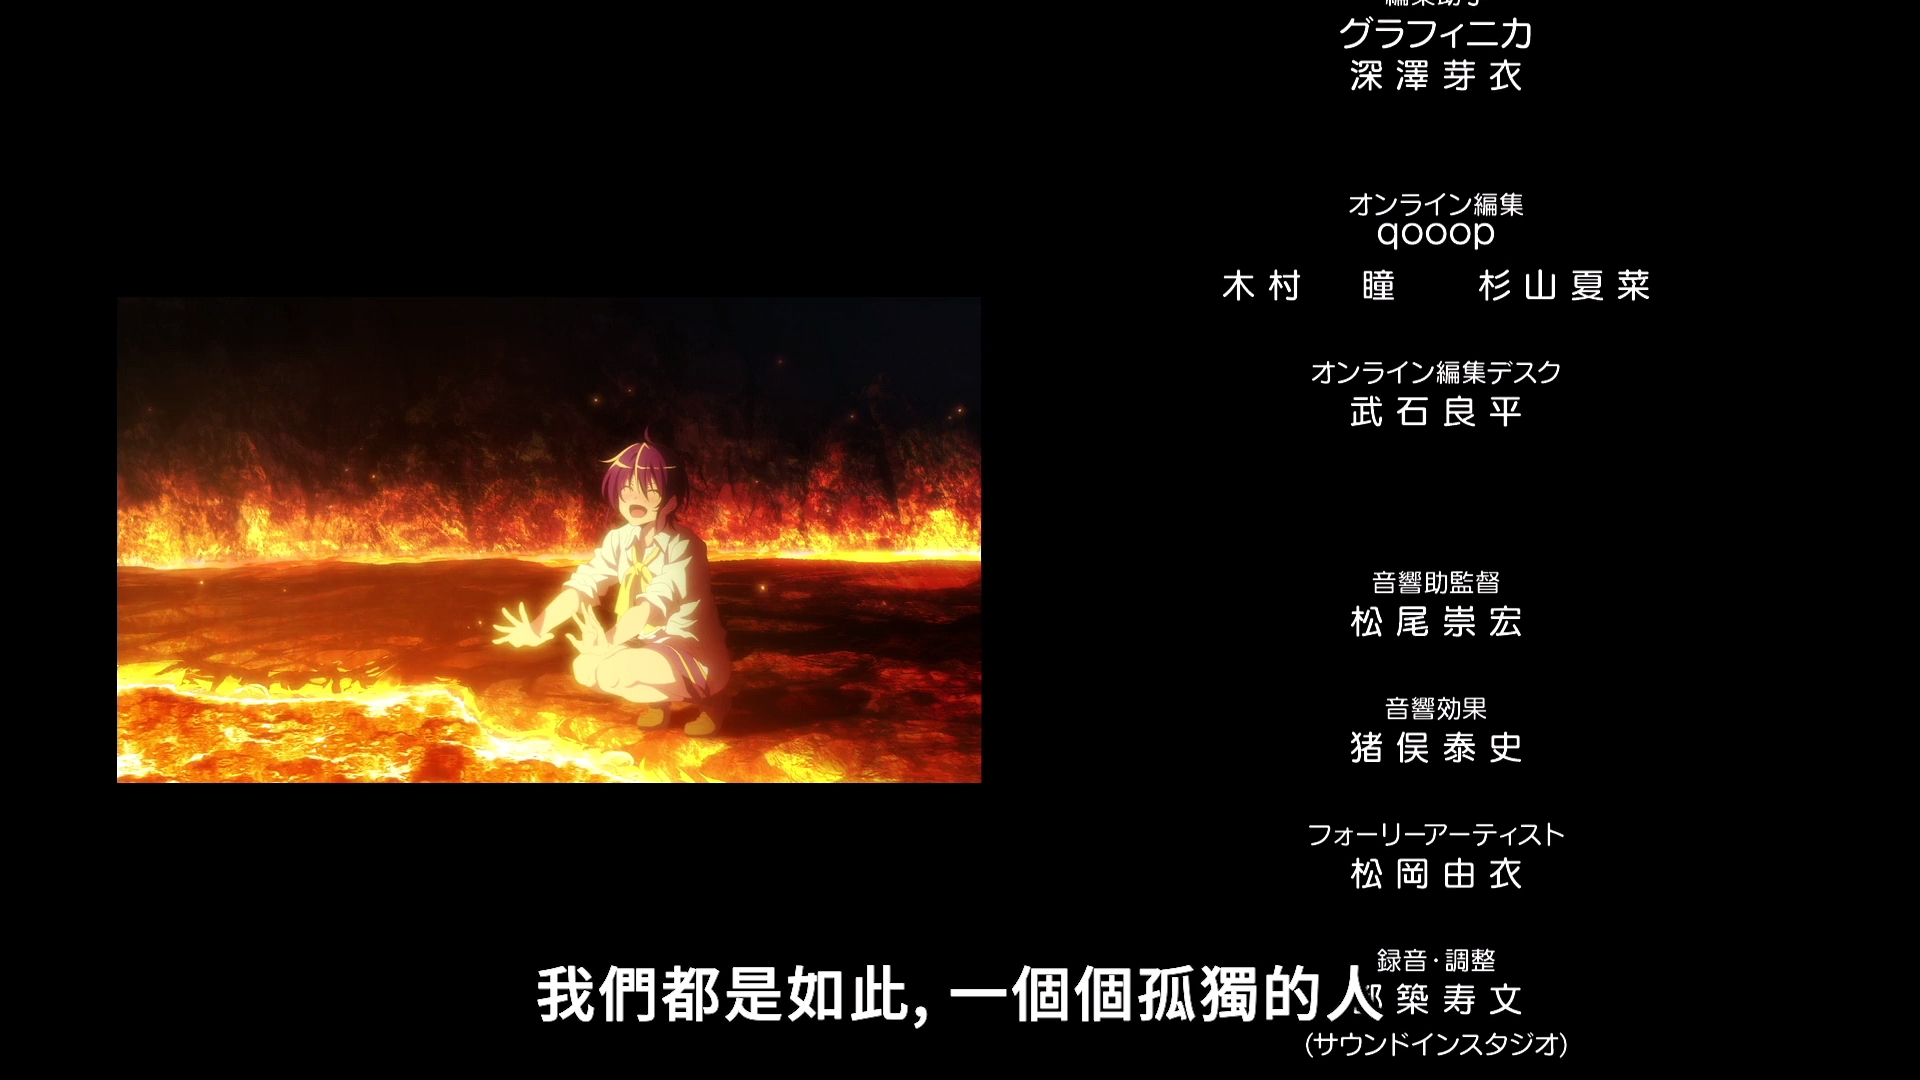 グラフィニカ
深澤芽衣
オンライン編集
qooop
木村 瞳 杉山夏菜
オンライン編集デスク
武石良平
音響助監督
松尾崇宏
音響効果
猪俣泰史
フォーリーアーティスト
松岡由衣
録音・調整
築寿文
(サウンドインスタジオ)
我們都是如此,一個個孤獨的人